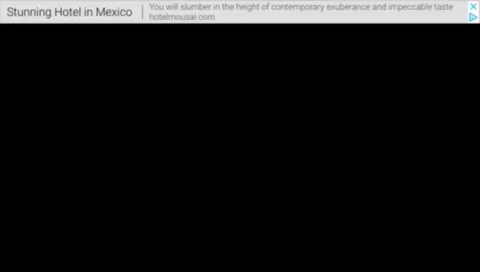 Stunning Hotel in Mexico
You will slumber in the height of contemporary exuberance and impeccable taste
hotelmousai.com